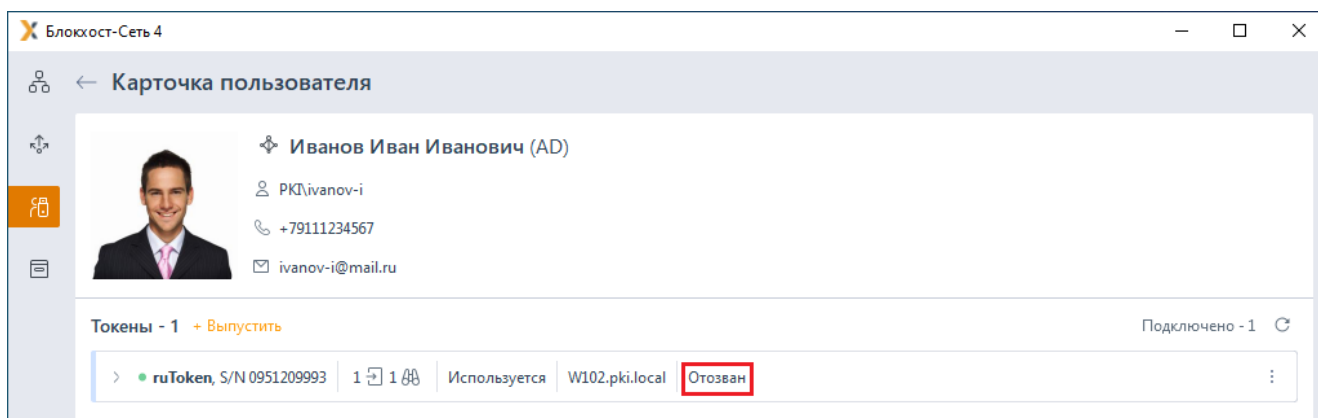 Блокхост-Сеть 4
Карточка пользователя
Иванов Иван Иванович (AD)
PKI\ivanov-i
+79111234567
ivanov-i@mail.ru
Токены - 1 + Выпустить Подключено - 1
ruToken, S/N 0951209993 1 1 Используется W102.pki.local Отозван